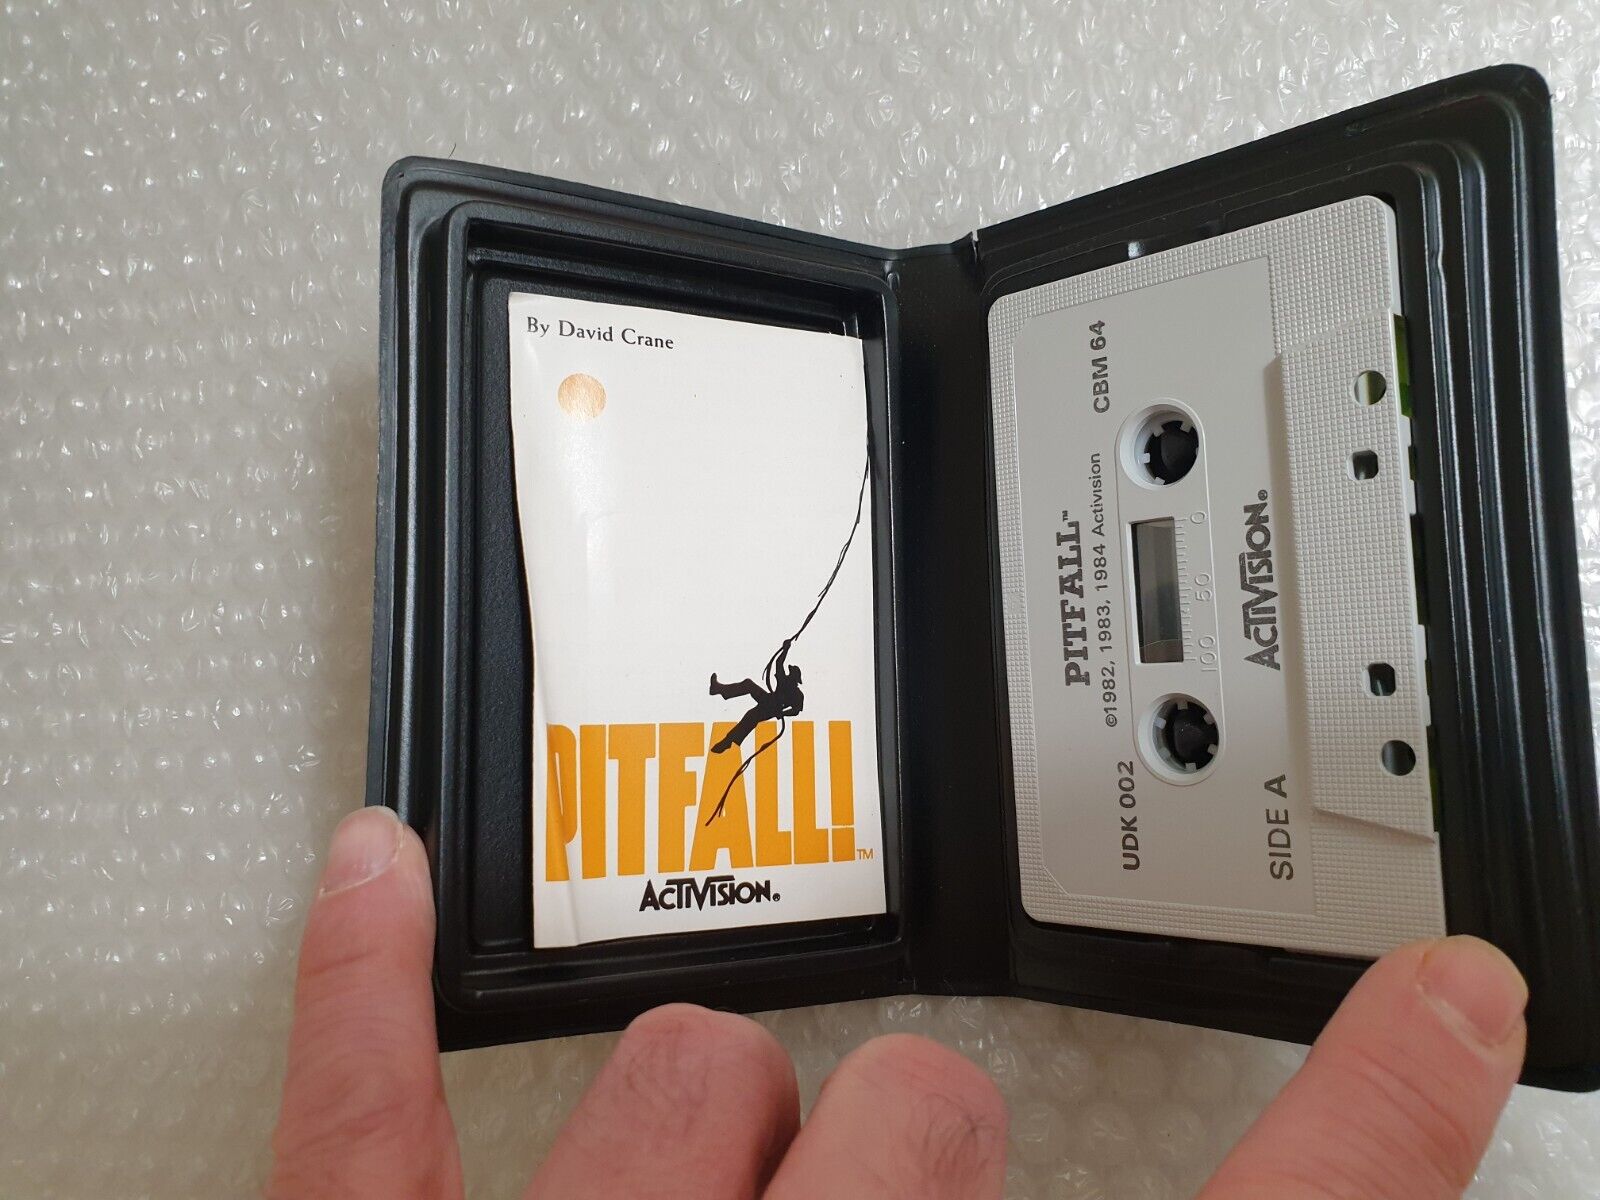 By David Crane
PITFALL!™
ACTIVISION®
PITFALL™
©1982, 1983, 1984 Activision
UDK 002 CBM 64
100 50 0
SIDE A ACTIVISION®